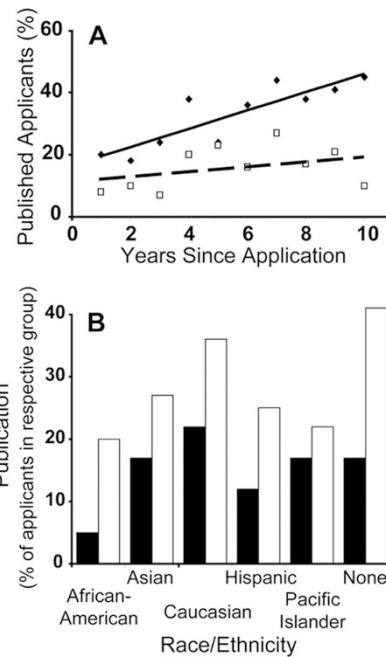 60
A
40
20
0
0 2 4 6 8 10
Published Applicants (%)
Years Since Application
40
B
30
20
10
0
Publication
(% of applicants in respective group)
Asian Hispanic None
African-
American
Caucasian
Pacific
Islander
Race/Ethnicity